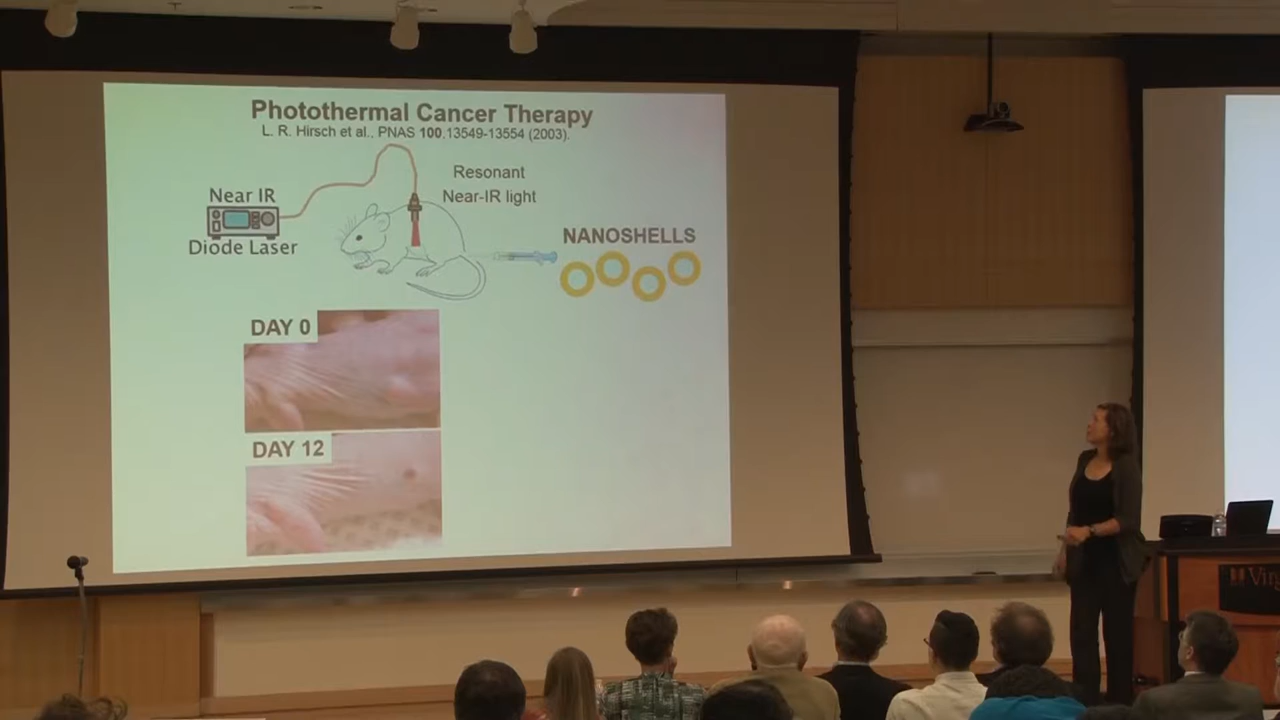 Photothermal Cancer Therapy
L. R. Hirsch et al., PNAS 100,13549-13554 (2003).
Resonant
Near-IR light
Near IR
Diode Laser
NANOSHELLS
DAY 0
DAY 12